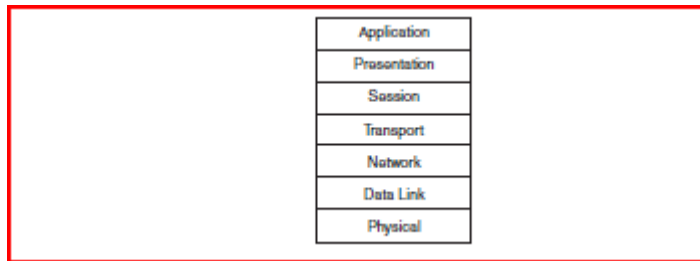 Application
Presentation
Session
Transport
Network
Data Link
Physical